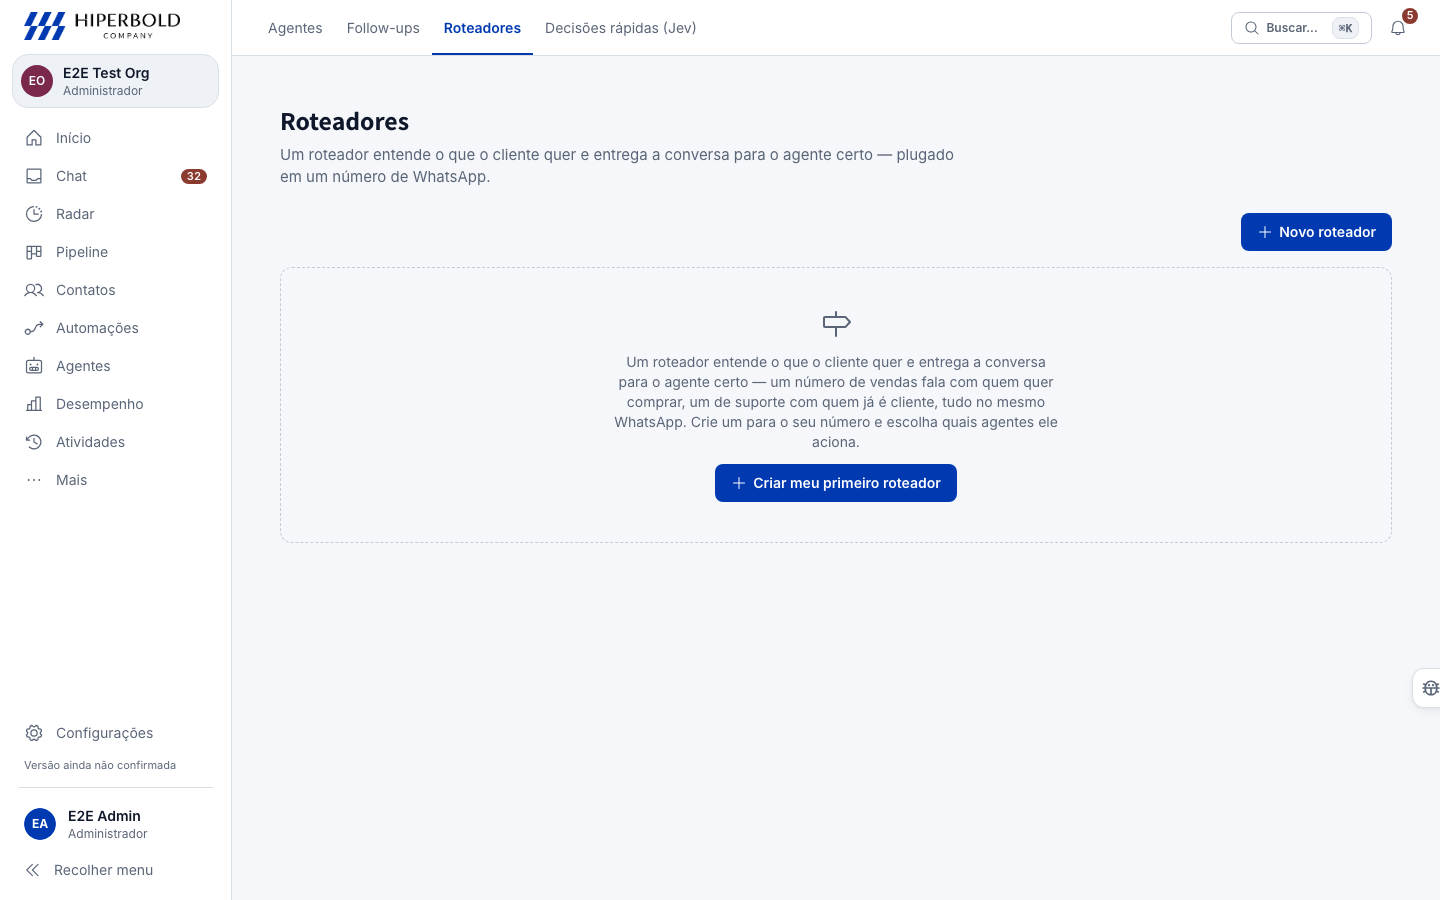 HIPERBOLD
COMPANY
EO
E2E Test Org
Administrador
Início
Chat
32
Radar
Pipeline
Contatos
Automações
Agentes
Desempenho
Atividades
Mais
Configurações
Versão ainda não confirmada
EA
E2E Admin
Administrador
Recolher menu
Agentes
Follow-ups
Roteadores
Decisões rápidas (Jev)
Buscar...
⌘K
5
Roteadores
Um roteador entende o que o cliente quer e entrega a conversa para o agente certo — plugado
em um número de WhatsApp.
Novo roteador
Um roteador entende o que o cliente quer e entrega a conversa
para o agente certo — um número de vendas fala com quem quer
comprar, um de suporte com quem já é cliente, tudo no mesmo
WhatsApp. Crie um para o seu número e escolha quais agentes ele
aciona.
Criar meu primeiro roteador